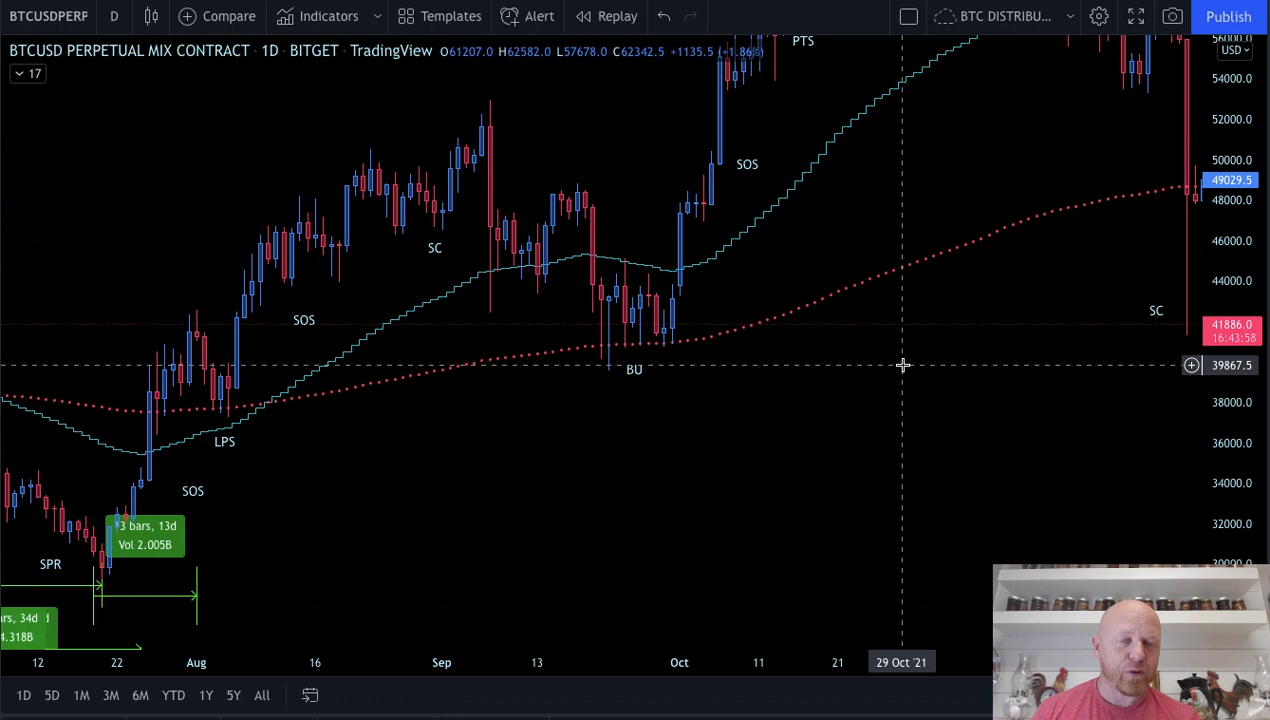 BTCUSDPERP D Compare Indicators Templates Alert Replay BTC DISTRIBU... Publish
BTCUSD PERPETUAL MIX CONTRACT · 1D · BITGET · TradingView O61207.0 H62582.0 L57678.0 C62342.5 +1135.5 (+1.86%)
17
USD
PTS
56000.0
54000.0
52000.0
50000.0
49029.5
48000.0
46000.0
44000.0
41886.0
16:43:58
39867.5
38000.0
36000.0
34000.0
32000.0
30000.0
SOS
SC
SOS
SC
BU
LPS
SOS
SPR
3 bars, 13d
Vol 2.005B
ars, 34d d
4.318B
12 22 Aug 16 Sep 13 Oct 11 21 29 Oct '21
1D 5D 1M 3M 6M YTD 1Y 5Y All